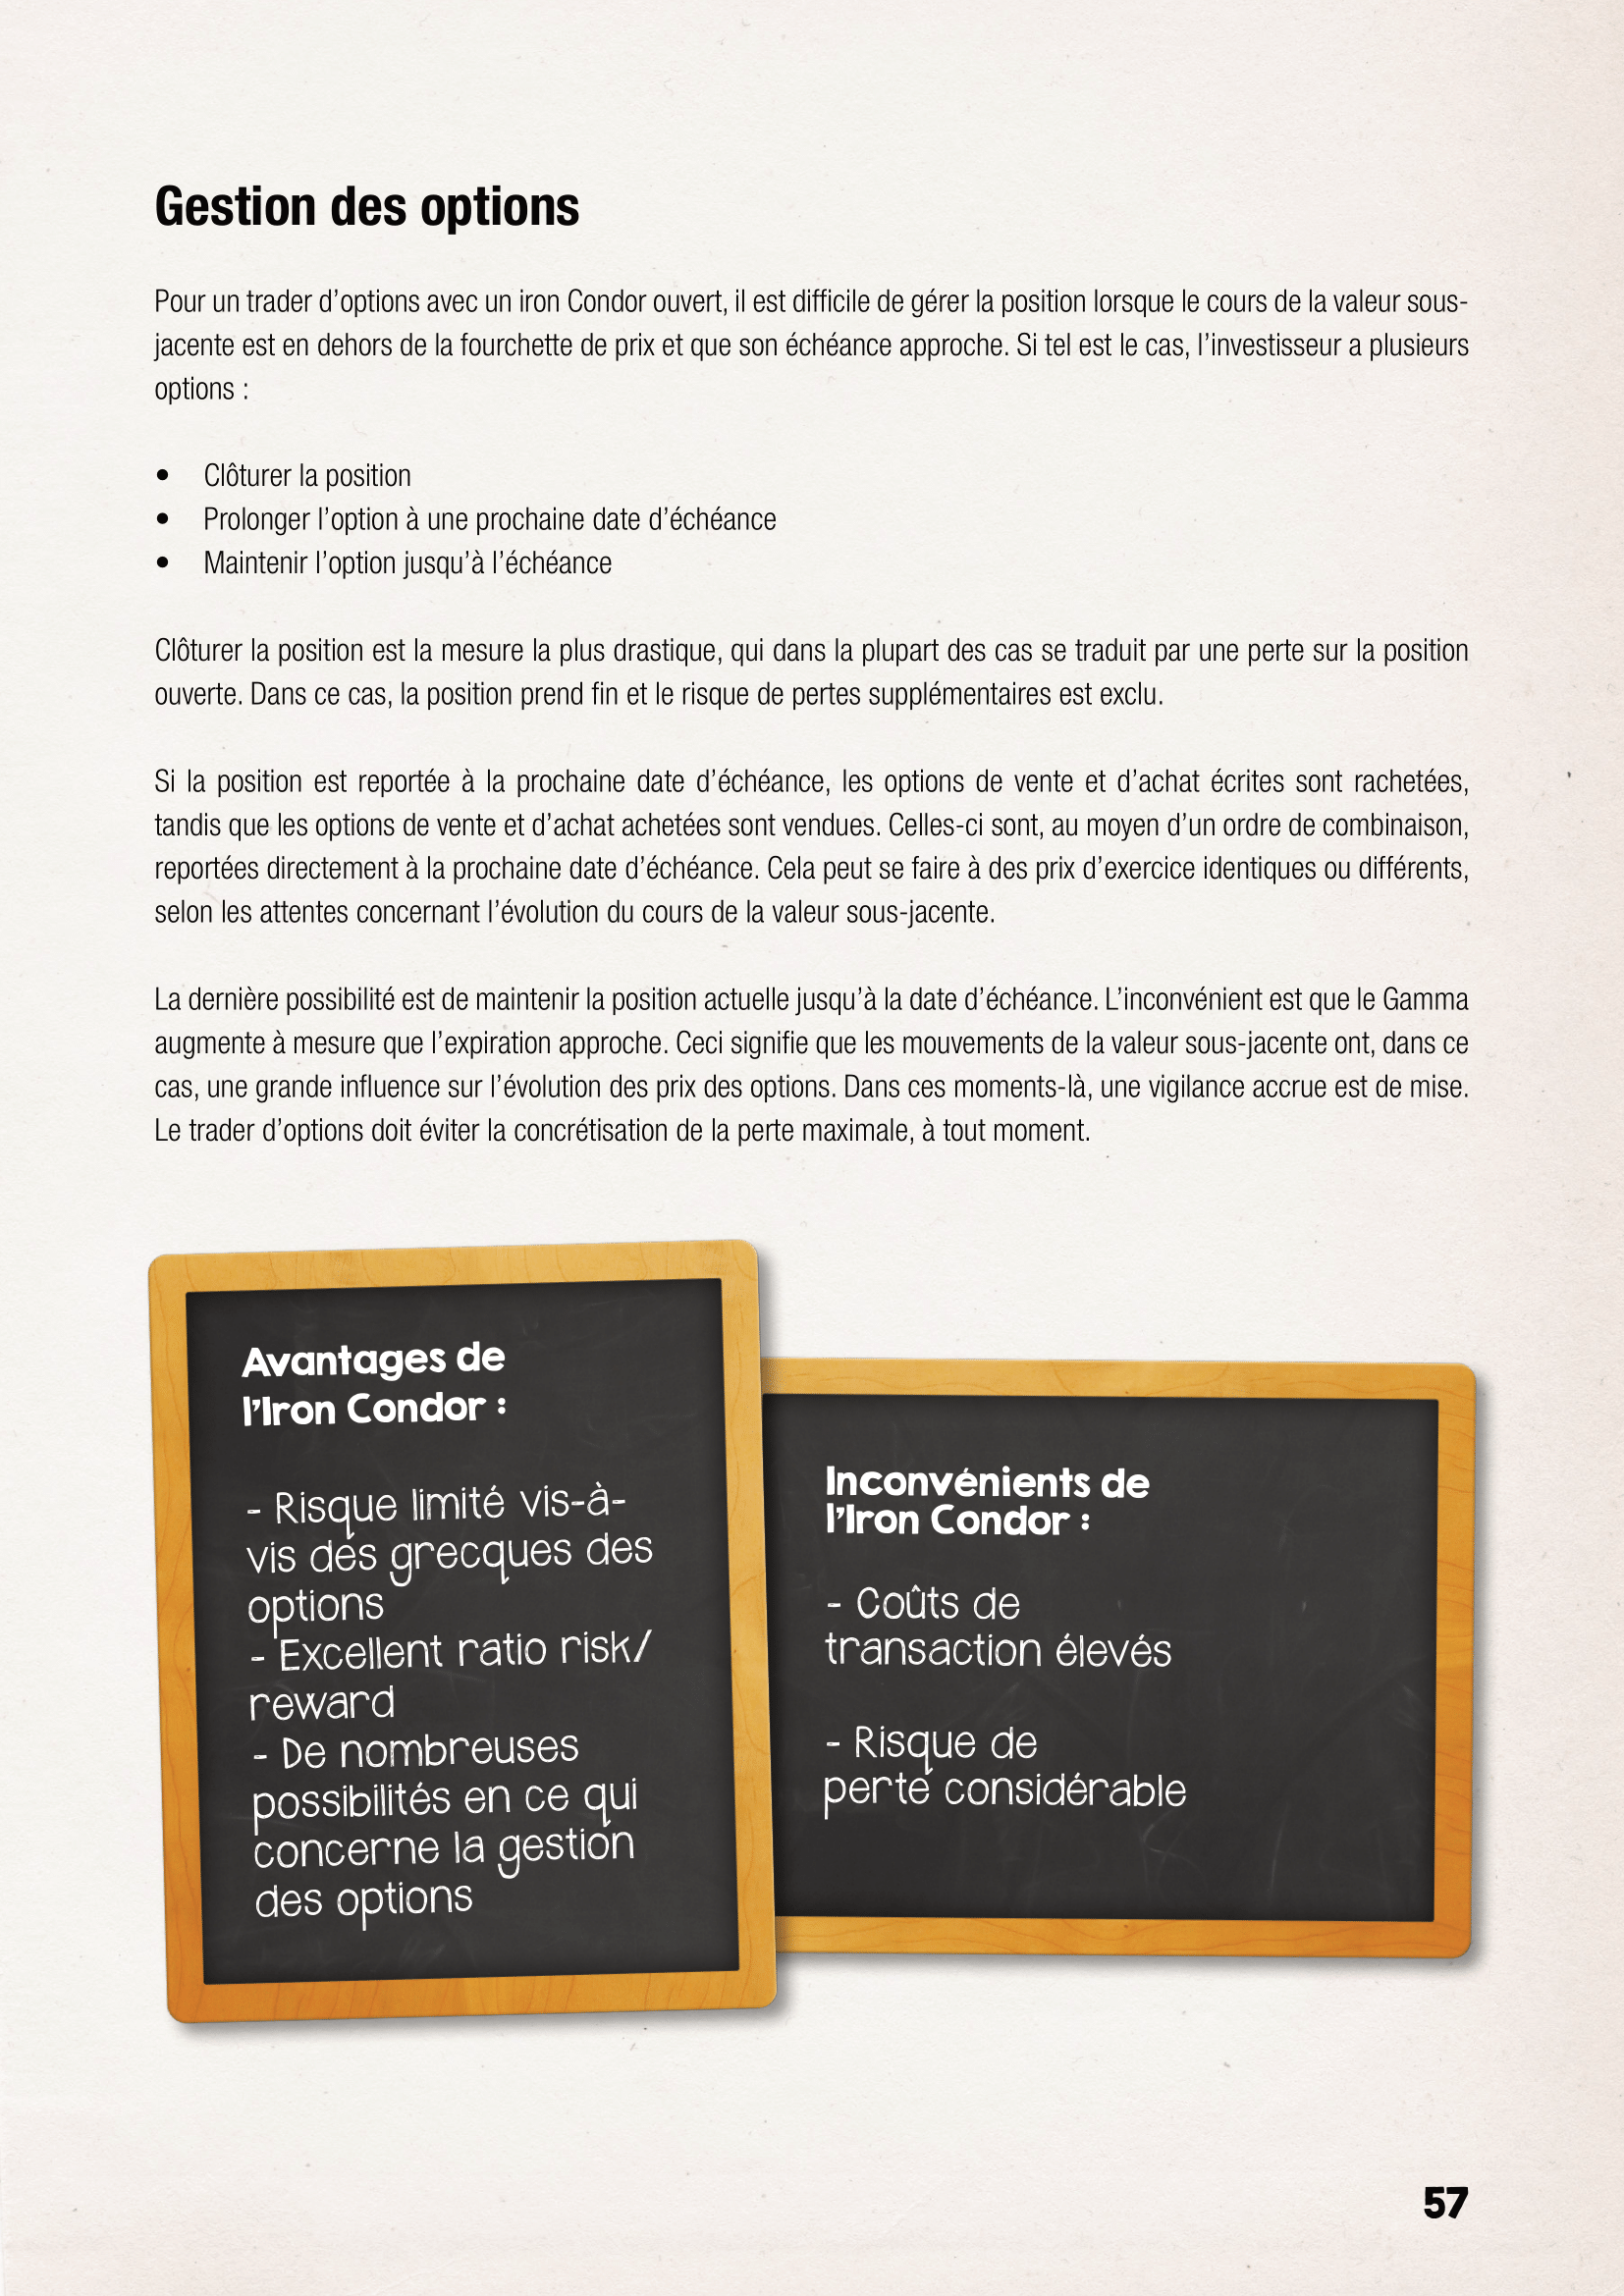 Gestion des options
Pour un trader d’options avec un iron Condor ouvert, il est difficile de gérer la position lorsque le cours de la valeur sous-
jacente est en dehors de la fourchette de prix et que son échéance approche. Si tel est le cas, l’investisseur a plusieurs
options :
• Clôturer la position
• Prolonger l’option à une prochaine date d’échéance
• Maintenir l’option jusqu’à l’échéance
Clôturer la position est la mesure la plus drastique, qui dans la plupart des cas se traduit par une perte sur la position
ouverte. Dans ce cas, la position prend fin et le risque de pertes supplémentaires est exclu.
Si la position est reportée à la prochaine date d’échéance, les options de vente et d’achat écrites sont rachetées,
tandis que les options de vente et d’achat achetées sont vendues. Celles-ci sont, au moyen d’un ordre de combinaison,
reportées directement à la prochaine date d’échéance. Cela peut se faire à des prix d’exercice identiques ou différents,
selon les attentes concernant l’évolution du cours de la valeur sous-jacente.
La dernière possibilité est de maintenir la position actuelle jusqu’à la date d’échéance. L’inconvénient est que le Gamma
augmente à mesure que l’expiration approche. Ceci signifie que les mouvements de la valeur sous-jacente ont, dans ce
cas, une grande influence sur l’évolution des prix des options. Dans ces moments-là, une vigilance accrue est de mise.
Le trader d’options doit éviter la concrétisation de la perte maximale, à tout moment.
Avantages de
l’Iron Condor :
- Risque limité vis-à-
vis des grecques des
options
- Excellent ratio risk/
reward
- De nombreuses
possibilités en ce qui
concerne la gestion
des options
Inconvénients de
l’Iron Condor :
- Coûts de
transaction élevés
- Risque de
perte considérable
57